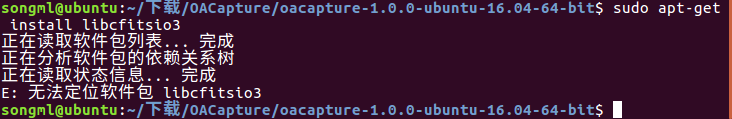 songml@ubuntu:~/下载/OACapture/oacapture-1.0.0-ubuntu-16.04-64-bit$ sudo apt-get
install libcfitsio3
正在读取软件包列表... 完成
正在分析软件包的依赖关系树
正在读取状态信息... 完成
E: 无法定位软件包 libcfitsio3
songml@ubuntu:~/下载/OACapture/oacapture-1.0.0-ubuntu-16.04-64-bit$